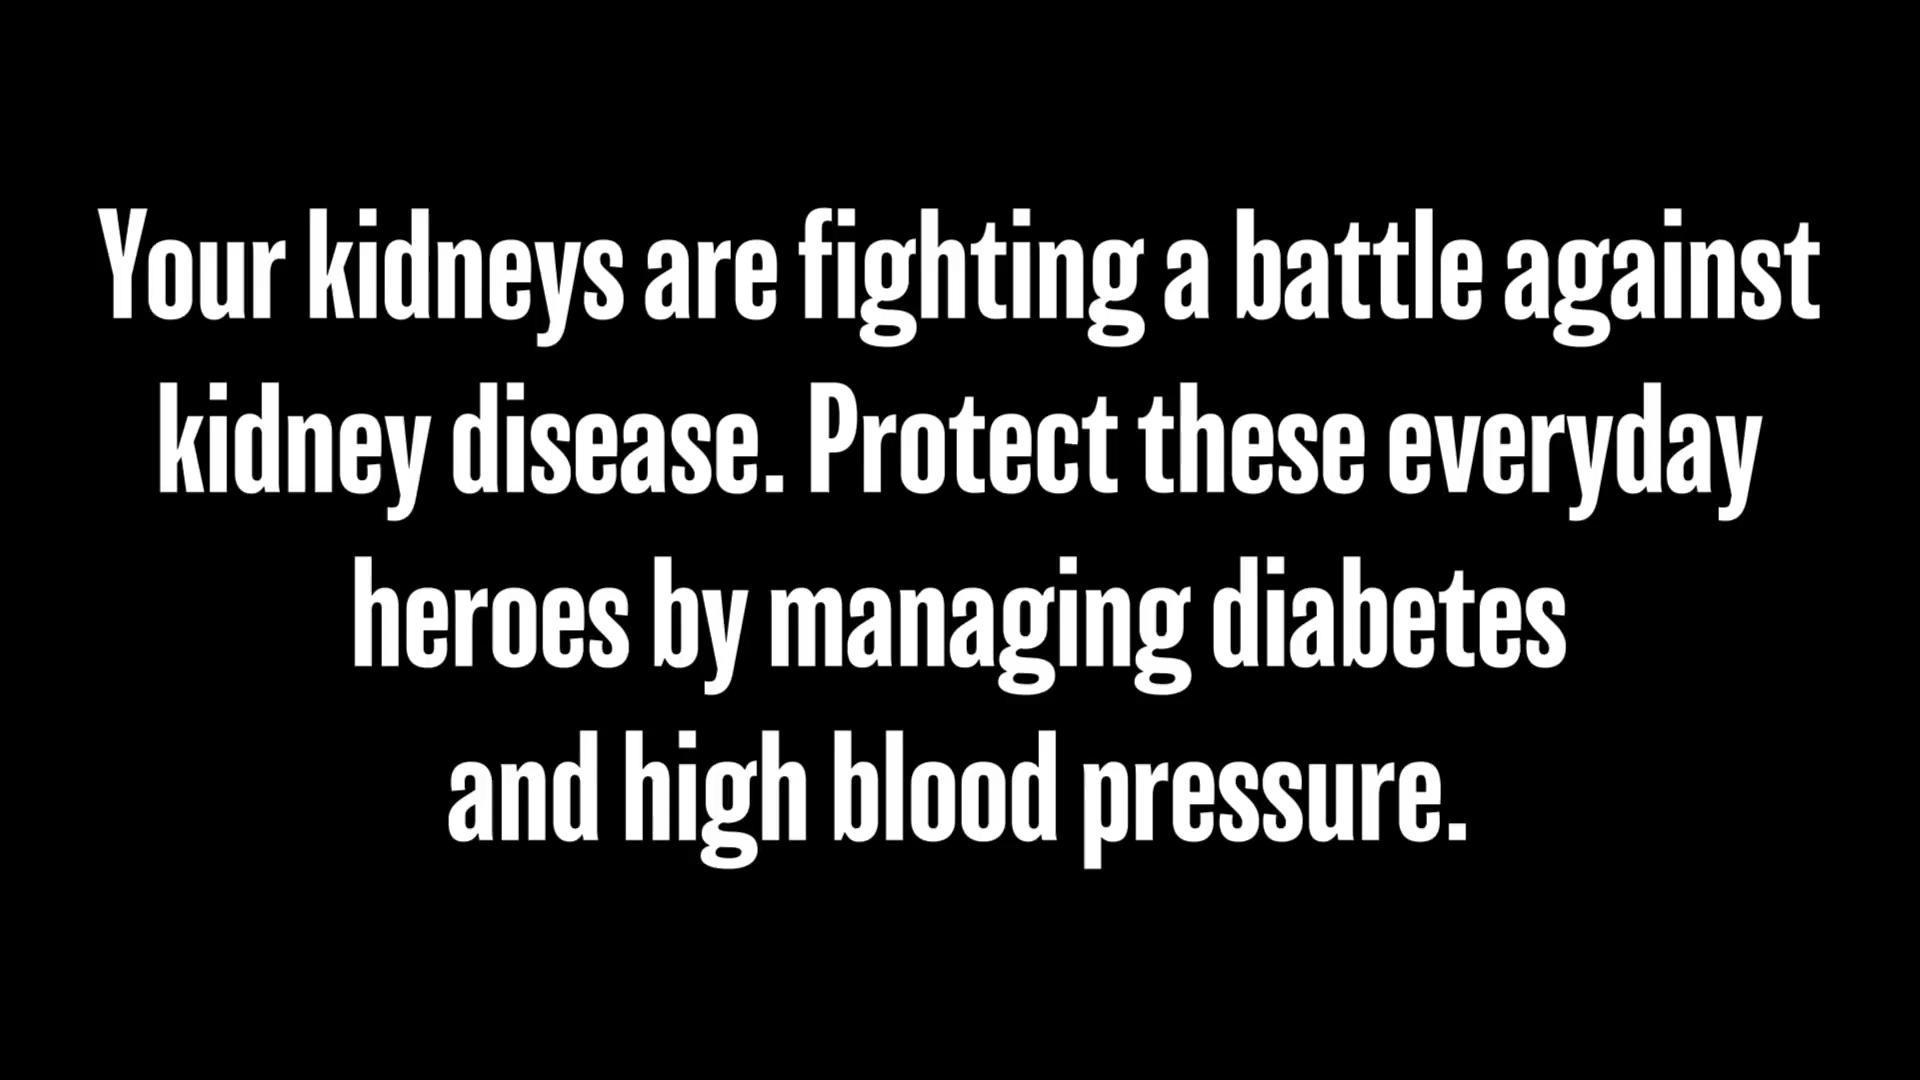 Your kidneys are fighting a battle against
kidney disease. Protect these everyday
heroes by managing diabetes
and high blood pressure.